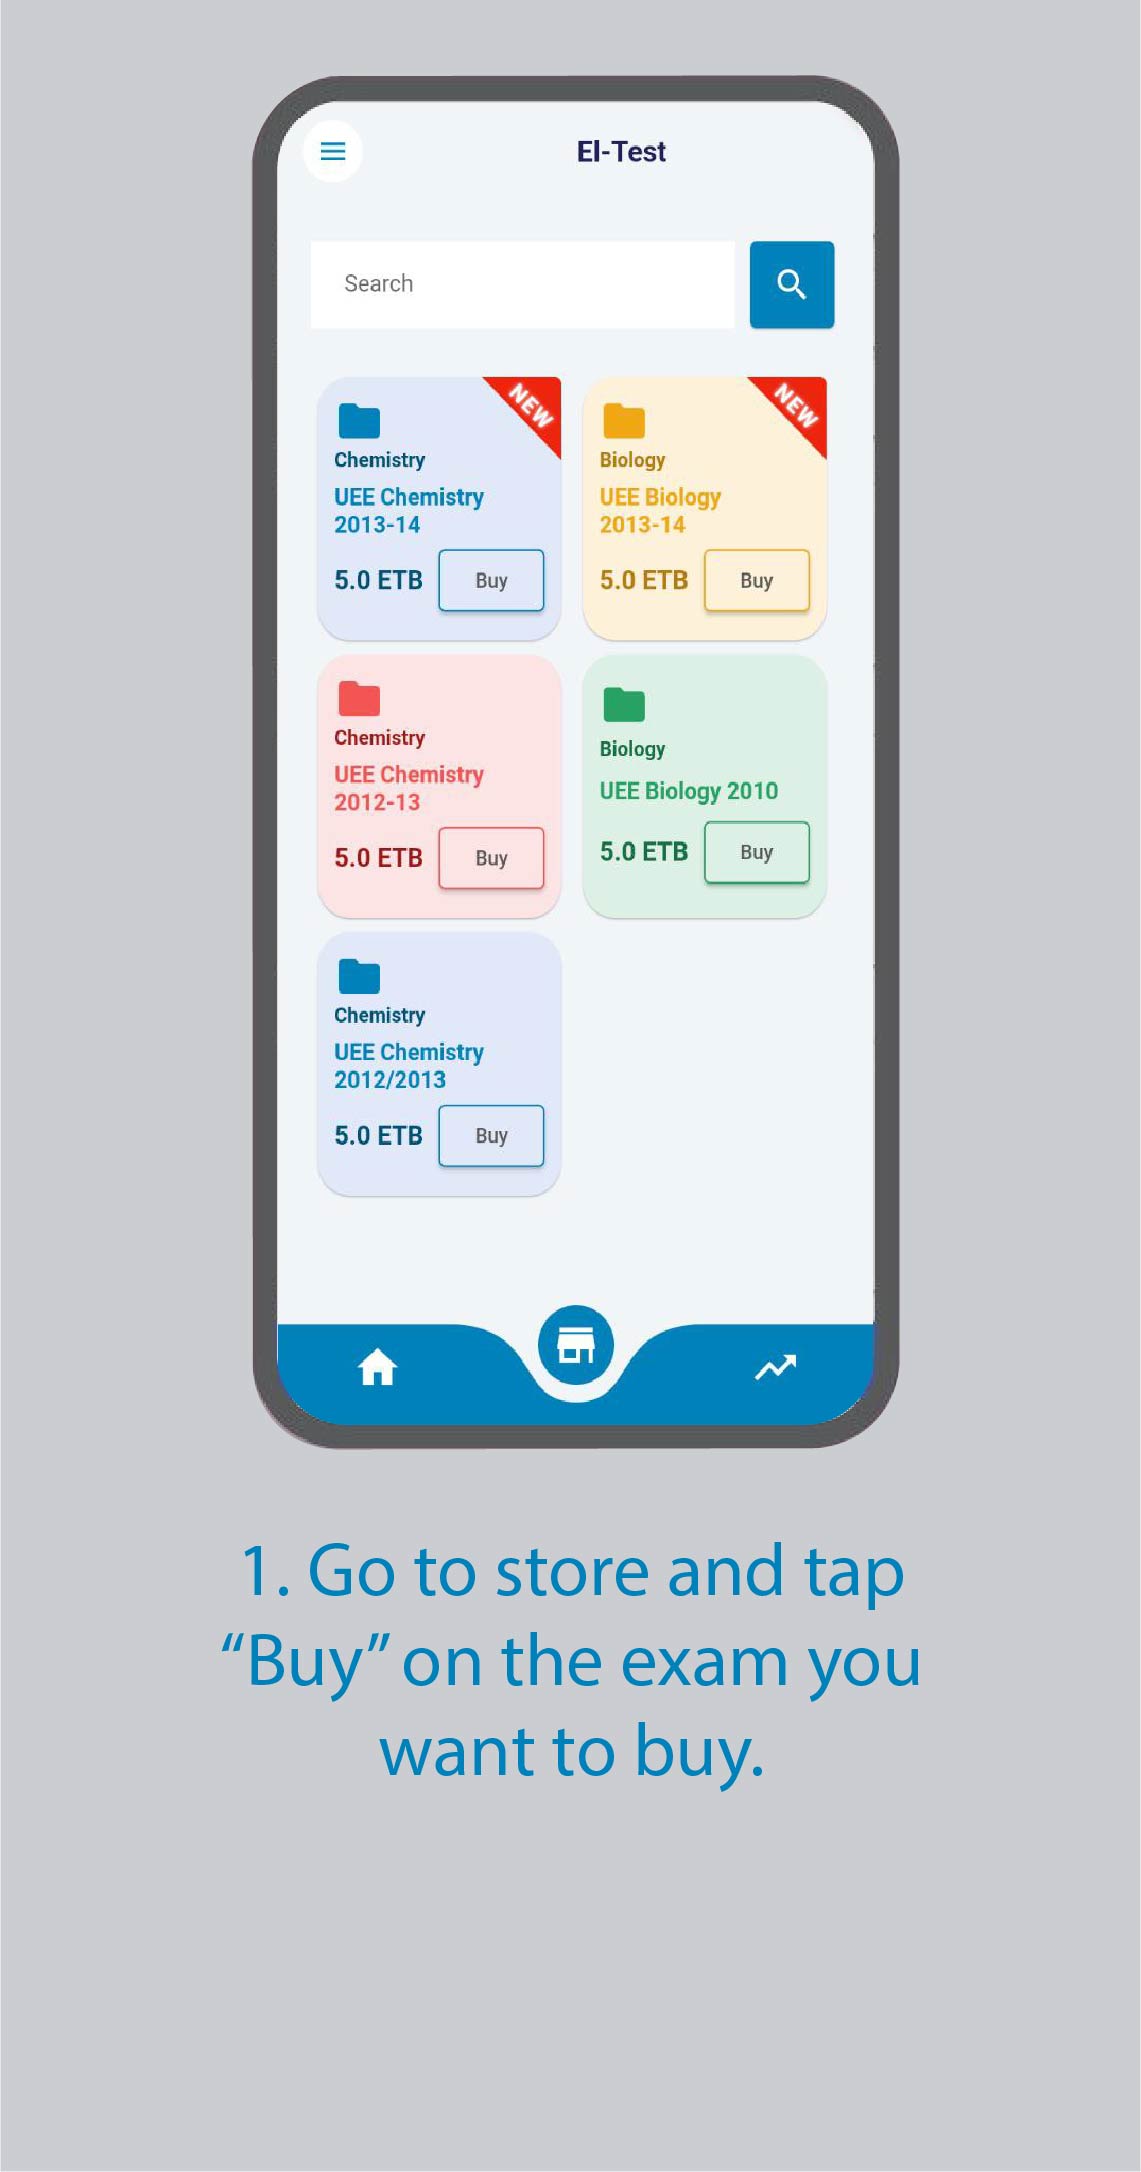 El-Test
Search
NEW
Chemistry
UEE Chemistry
2013-14
5.0 ETB
Buy
NEW
Biology
UEE Biology
2013-14
5.0 ETB
Buy
Chemistry
UEE Chemistry
2012-13
5.0 ETB
Buy
Biology
UEE Biology 2010
5.0 ETB
Buy
Chemistry
UEE Chemistry
2012/2013
5.0 ETB
Buy
1. Go to store and tap
“Buy” on the exam you
want to buy.